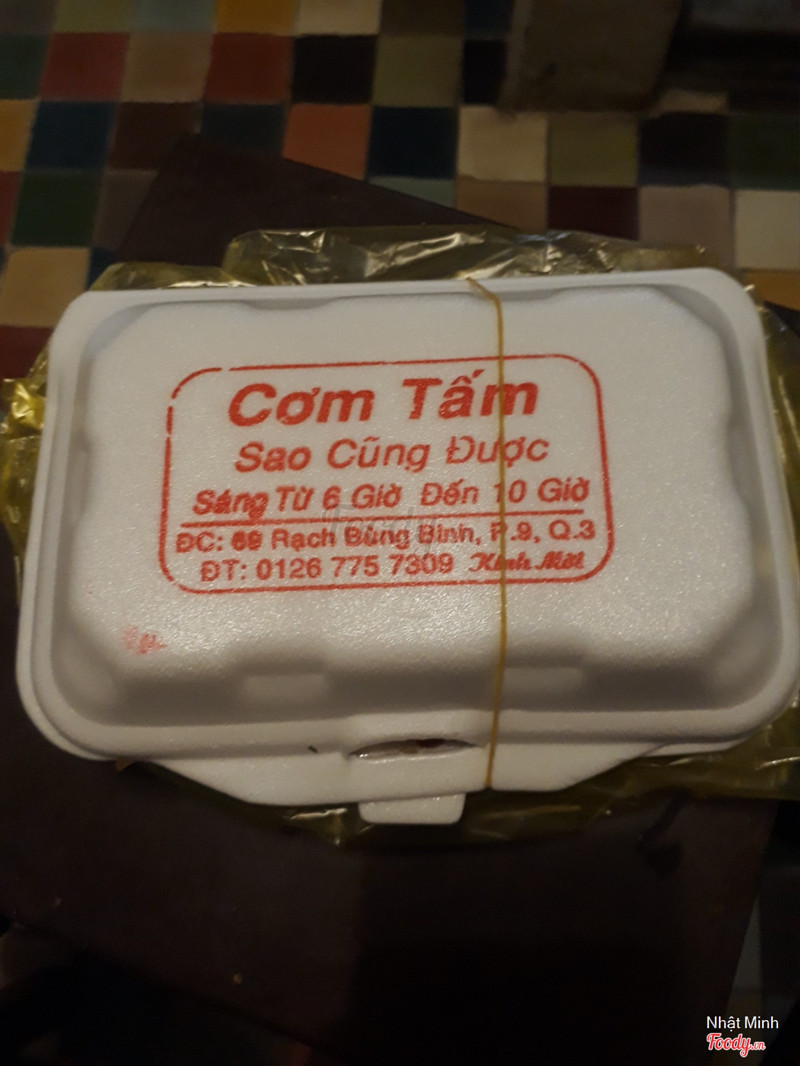 Cơm Tấm
Sao Cũng Được
Sáng Từ 6 Giờ Đến 10 Giờ
ĐC: 69 Rạch Bùng Binh, P.9, Q.3
ĐT: 0126 775 7309 Kính Mời
Nhật Minh
Foody.vn